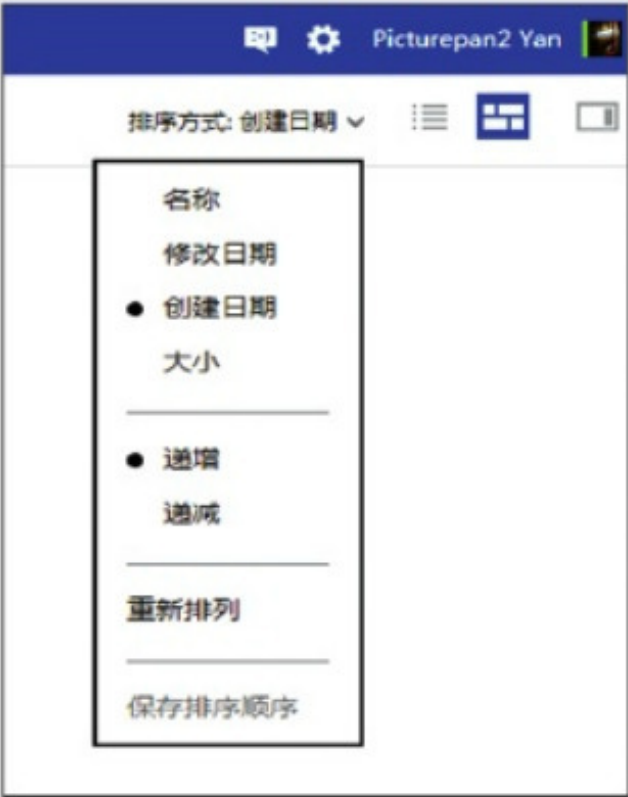 Picturepan2 Yan
排序方式: 创建日期
名称
修改日期
创建日期
大小
递增
递减
重新排列
保存排序顺序